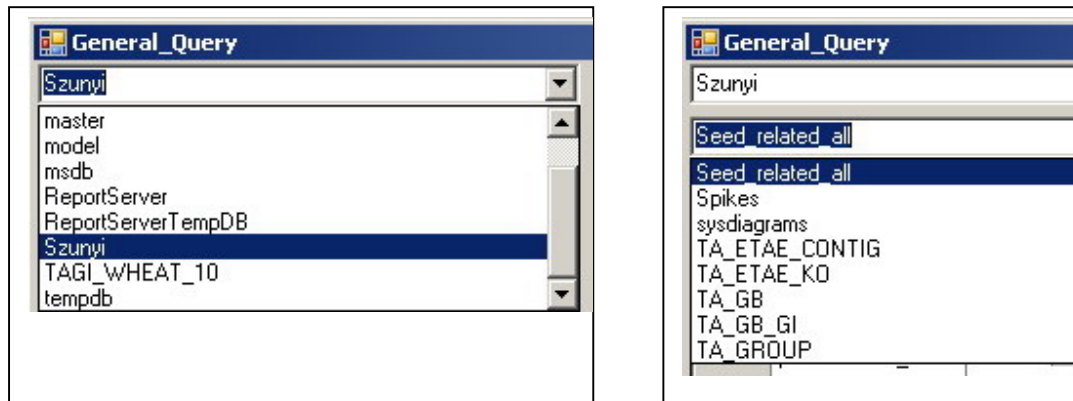 General_Query
Szunyi
master
model
msdb
ReportServer
ReportServerTempDB
Szunyi
TAGI_WHEAT_10
tempdb
General_Query
Szunyi
Seed_related_all
Seed_related_all
Spikes
sysdiagrams
TA_ETAE_CONTIG
TA_ETAE_KO
TA_GB
TA_GB_GI
TA_GROUP